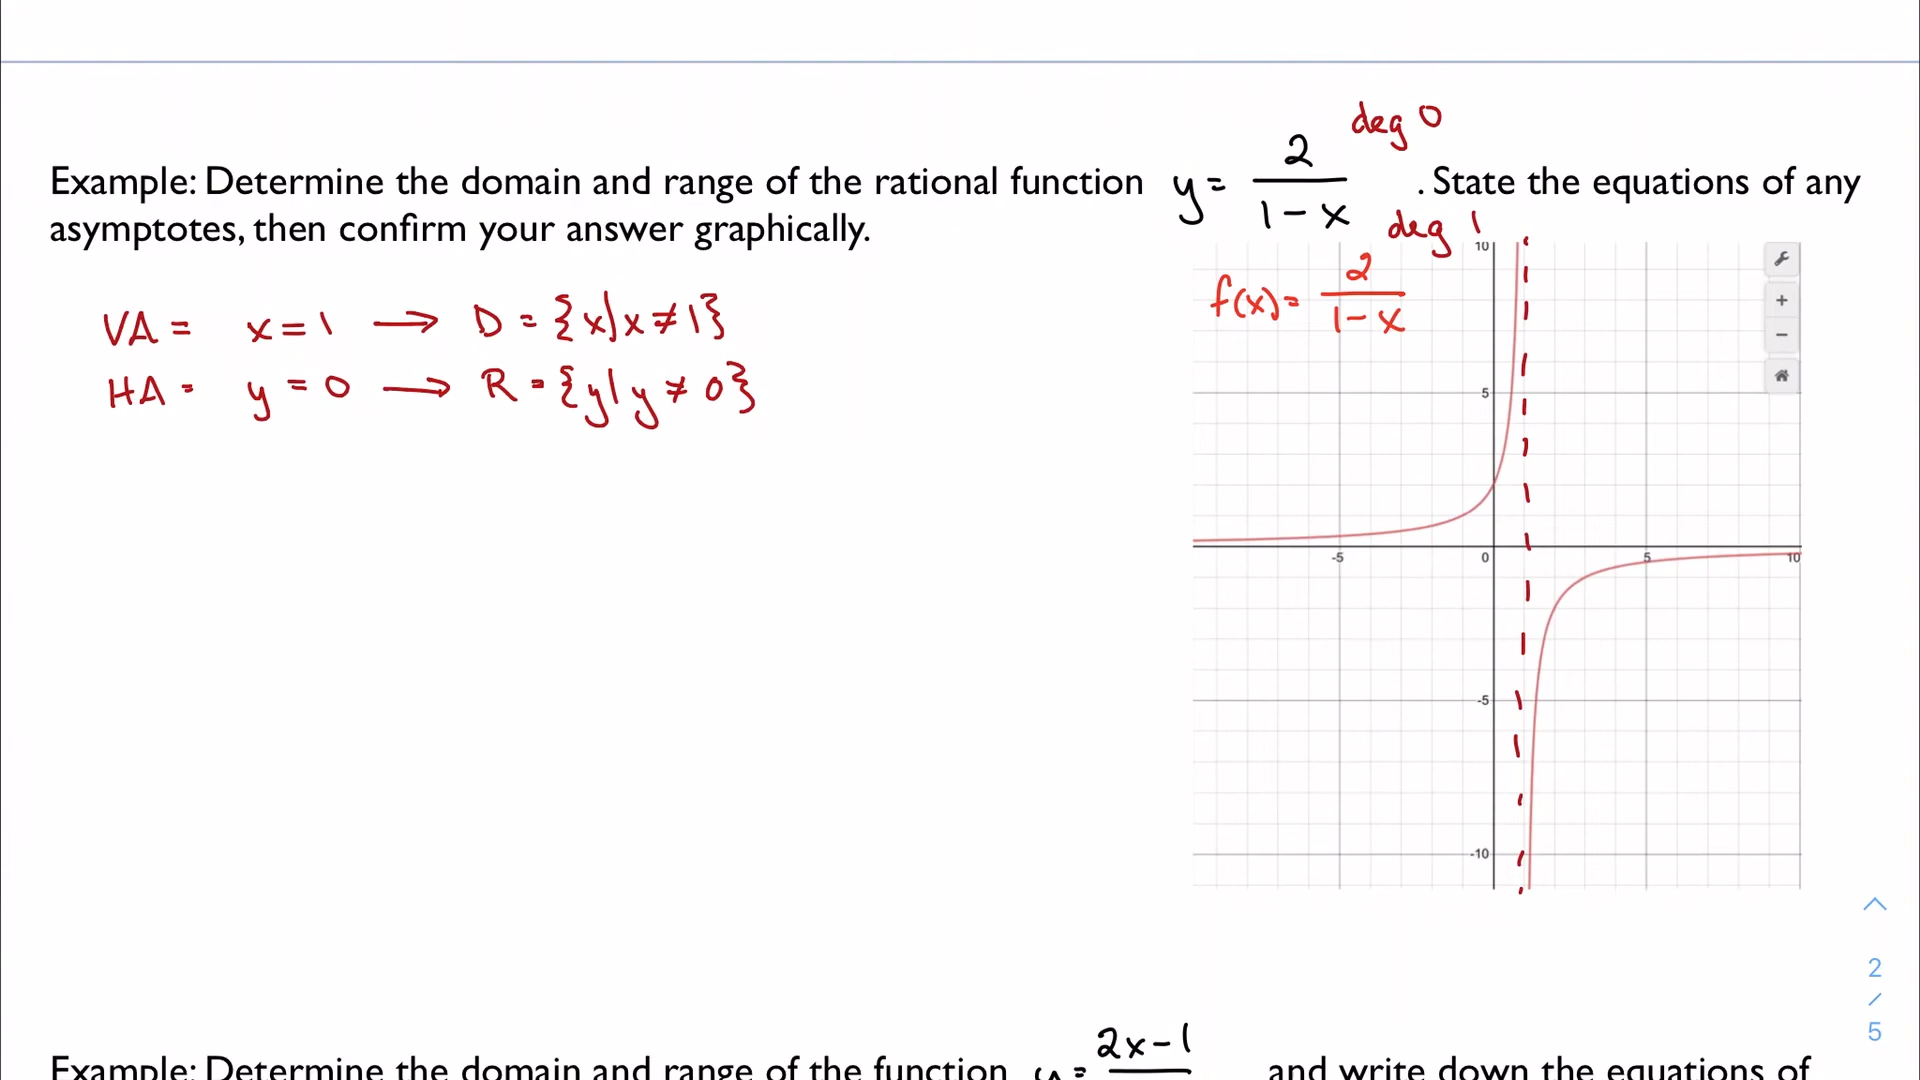 deg 0
Example: Determine the domain and range of the rational function y = 2 / 1 - x . State the equations of any
asymptotes, then confirm your answer graphically.
deg 1
VA = x = 1 → D = {x|x ≠ 1}
HA = y = 0 → R = {y|y ≠ 0}
f(x) = 2 / 1 - x
10
5
-5 0 5 10
-5
-10
+
−
2
/
5
Example: Determine the domain and range of the function y = 2x - 1 and write down the equations of